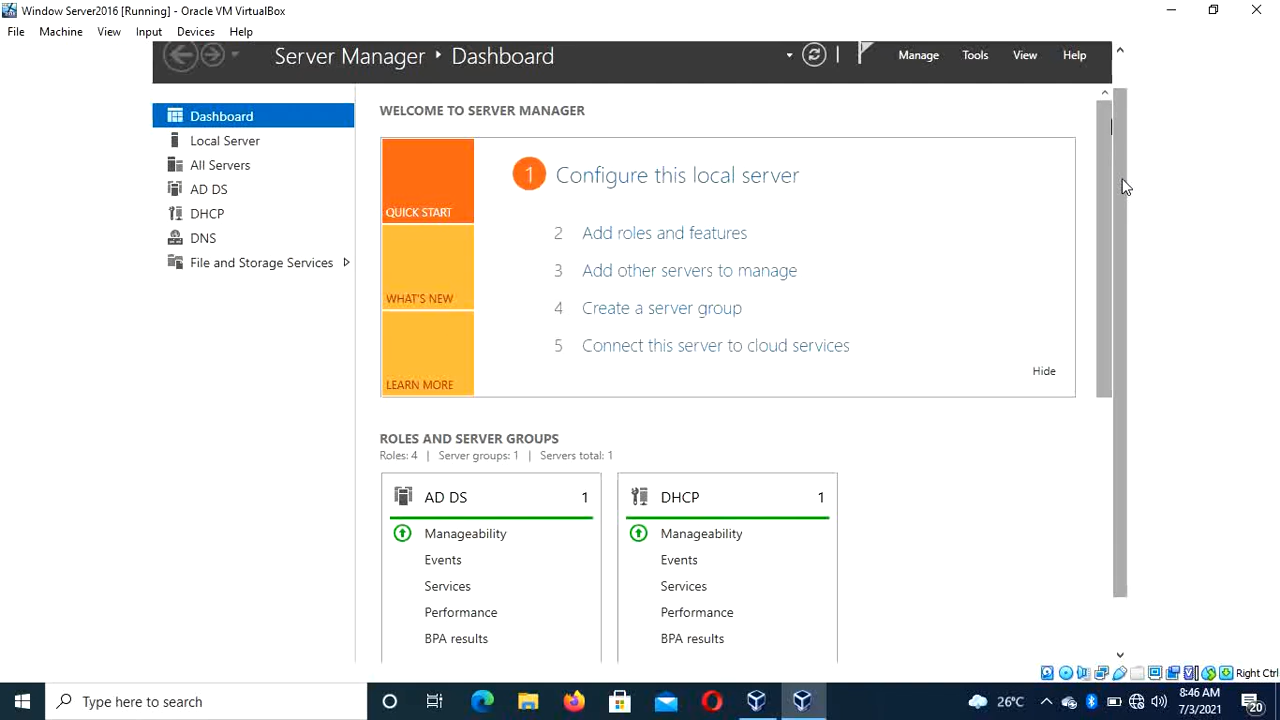 Window Server2016 [Running] - Oracle VM VirtualBox
File Machine View Input Devices Help
Server Manager ‣ Dashboard
Manage Tools View Help
Dashboard
Local Server
All Servers
AD DS
DHCP
DNS
File and Storage Services
WELCOME TO SERVER MANAGER
QUICK START
WHAT'S NEW
LEARN MORE
1 Configure this local server
2 Add roles and features
3 Add other servers to manage
4 Create a server group
5 Connect this server to cloud services
Hide
ROLES AND SERVER GROUPS
Roles: 4 | Server groups: 1 | Servers total: 1
AD DS 1
Manageability
Events
Services
Performance
BPA results
DHCP 1
Manageability
Events
Services
Performance
BPA results
Right Ctrl
Type here to search
26°C
8:46 AM
7/3/2021
20